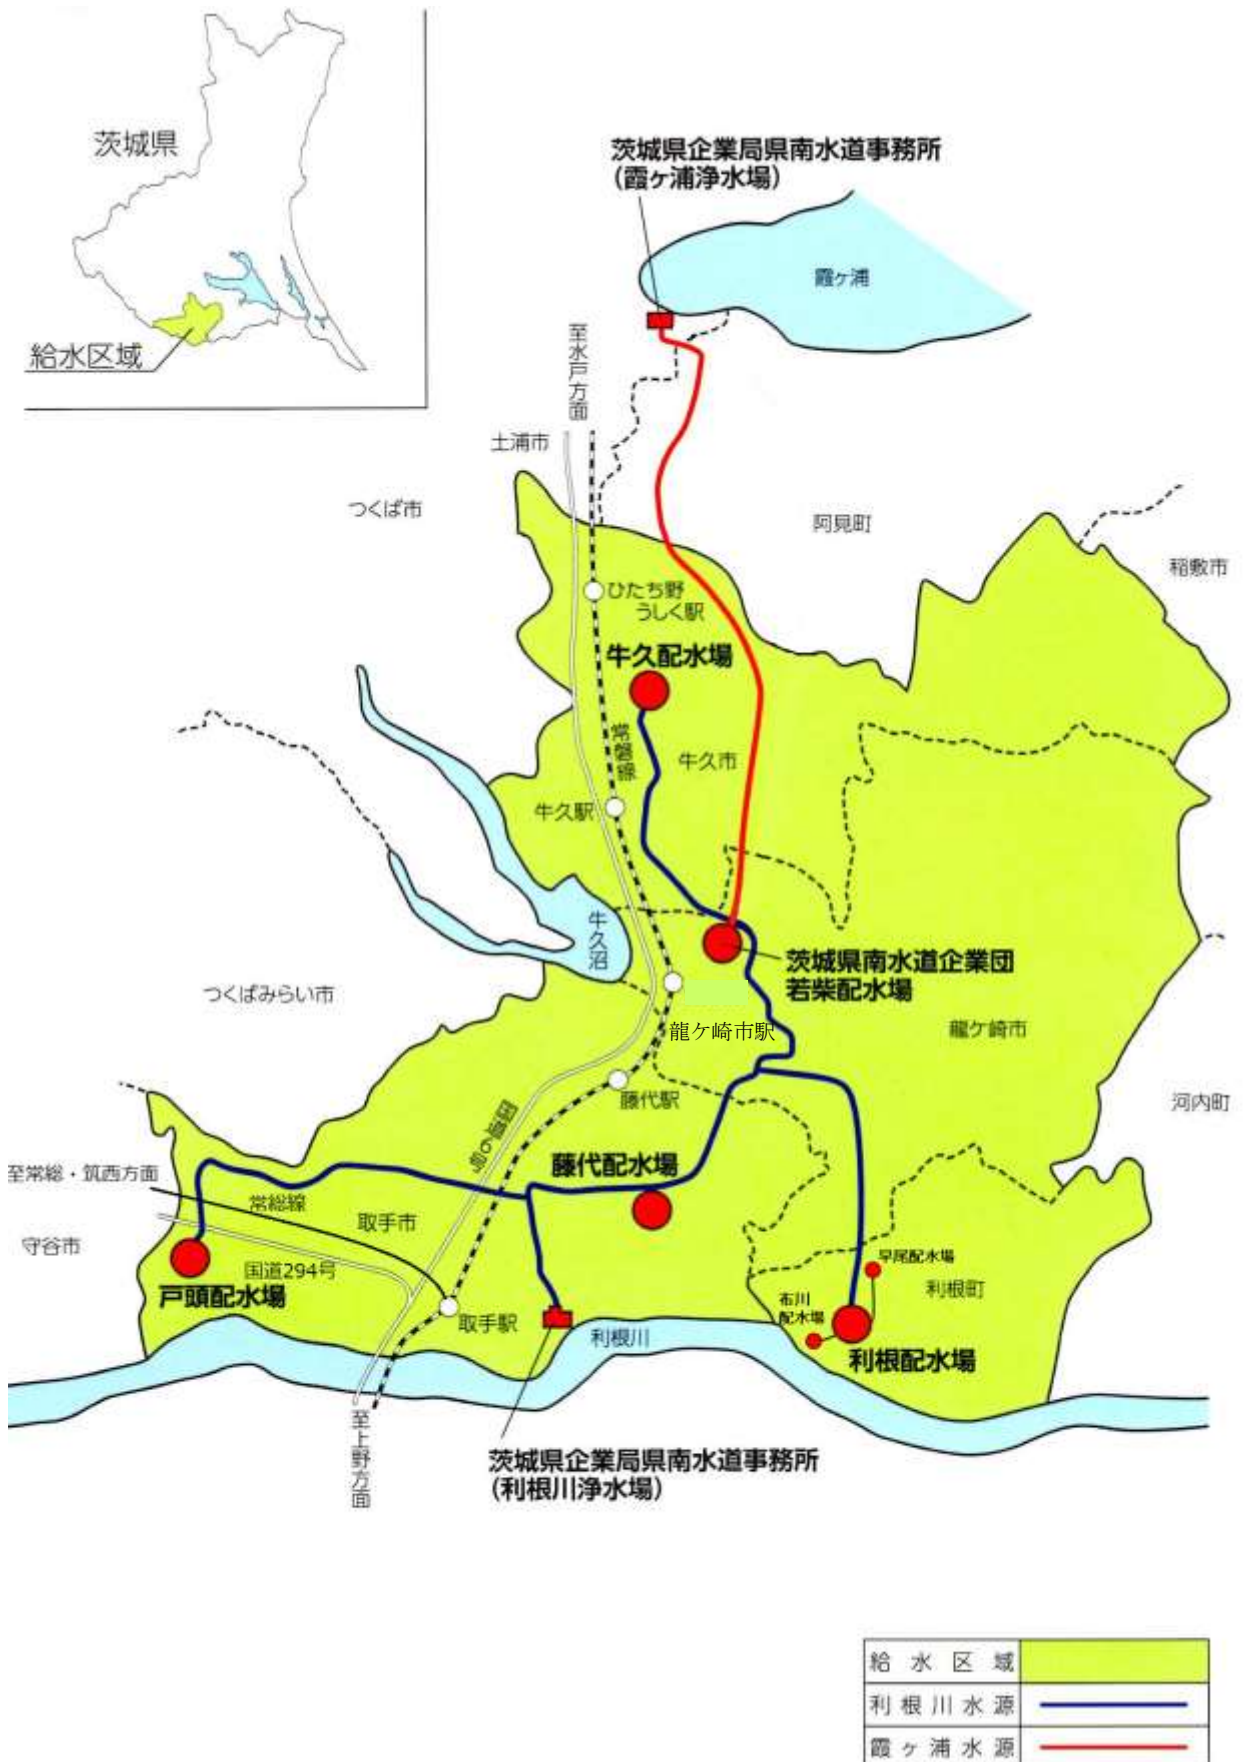 茨城県
給水区域
茨城県企業局県南水道事務所
(霞ヶ浦浄水場)
霞ヶ浦
至水戸方面
土浦市
つくば市
阿見町
稲敷市
ひたち野
うしく駅
牛久配水場
常磐線
牛久市
牛久駅
牛久沼
茨城県南水道企業団
若柴配水場
つくばみらい市
龍ケ崎市駅
龍ケ崎市
藤代駅
河内町
国道6号
藤代配水場
至常総・筑西方面
常総線
取手市
守谷市
国道294号
戸頭配水場
早尾配水場
利根町
布川
配水場
取手駅
利根川
利根配水場
至上野方面
茨城県企業局県南水道事務所
(利根川浄水場)
給水区域
利根川水源
霞ヶ浦水源